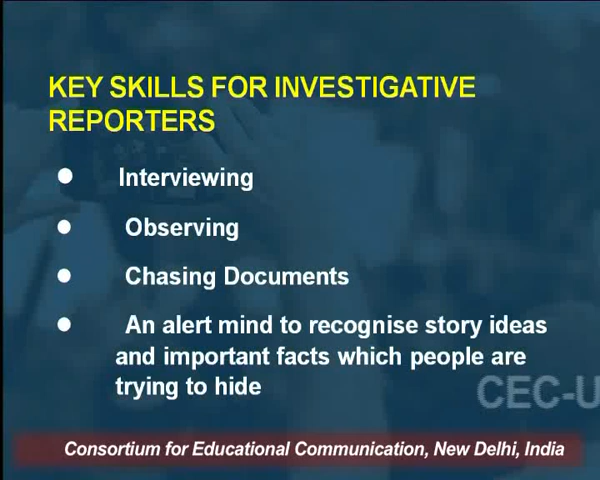 KEY SKILLS FOR INVESTIGATIVE
REPORTERS
● Interviewing
● Observing
● Chasing Documents
● An alert mind to recognise story ideas
and important facts which people are
trying to hide
CEC-U
Consortium for Educational Communication, New Delhi, India